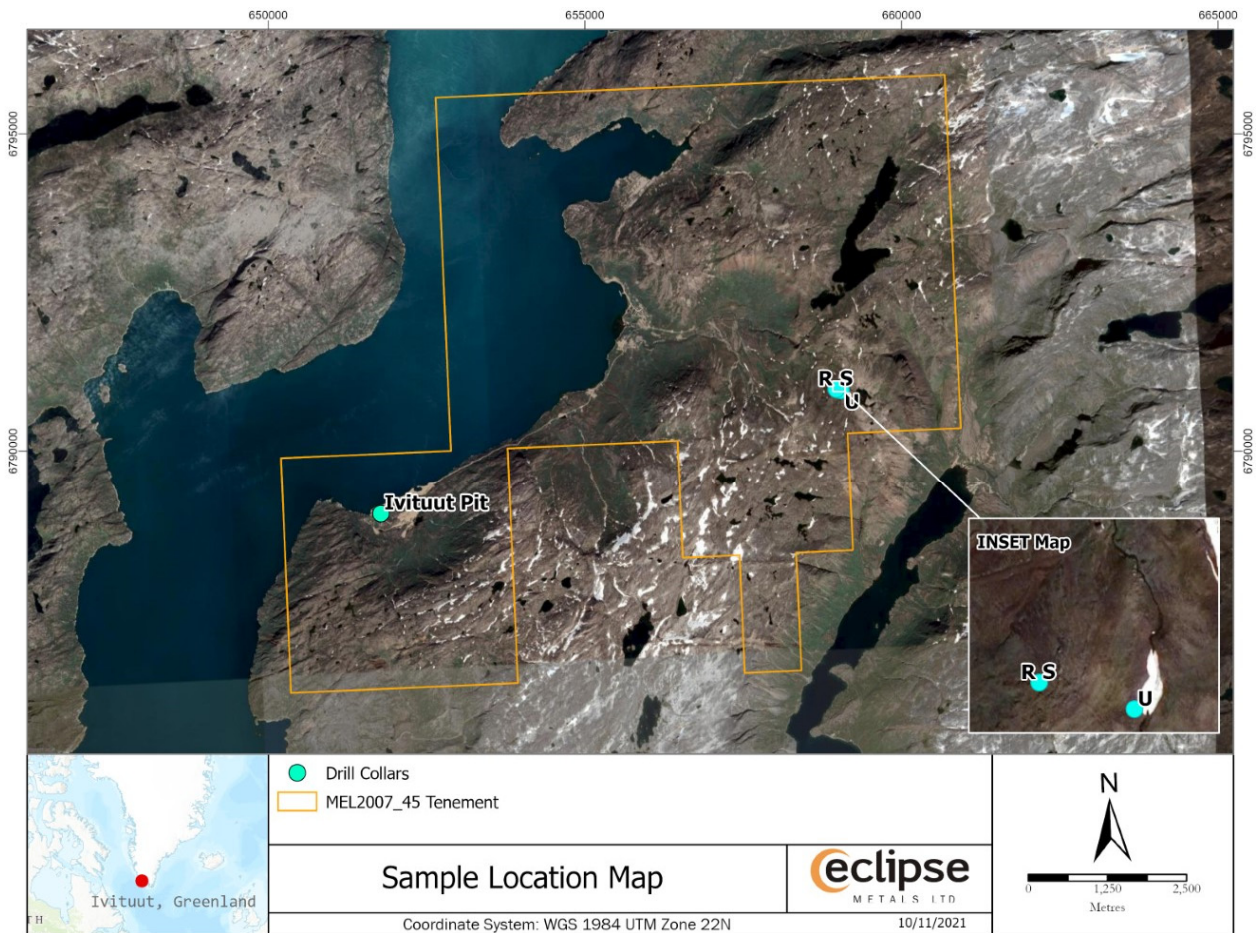 650000
655000
660000
665000
6795000
6795000
R S
U
6790000
6790000
Ivituut Pit
INSET Map
R S
U
Drill Collars
MEL2007_45 Tenement
N
Ivituut, Greenland
T H
Sample Location Map
eclipse
METALS LTD
0 1,250 2,500
Metres
Coordinate System: WGS 1984 UTM Zone 22N
10/11/2021